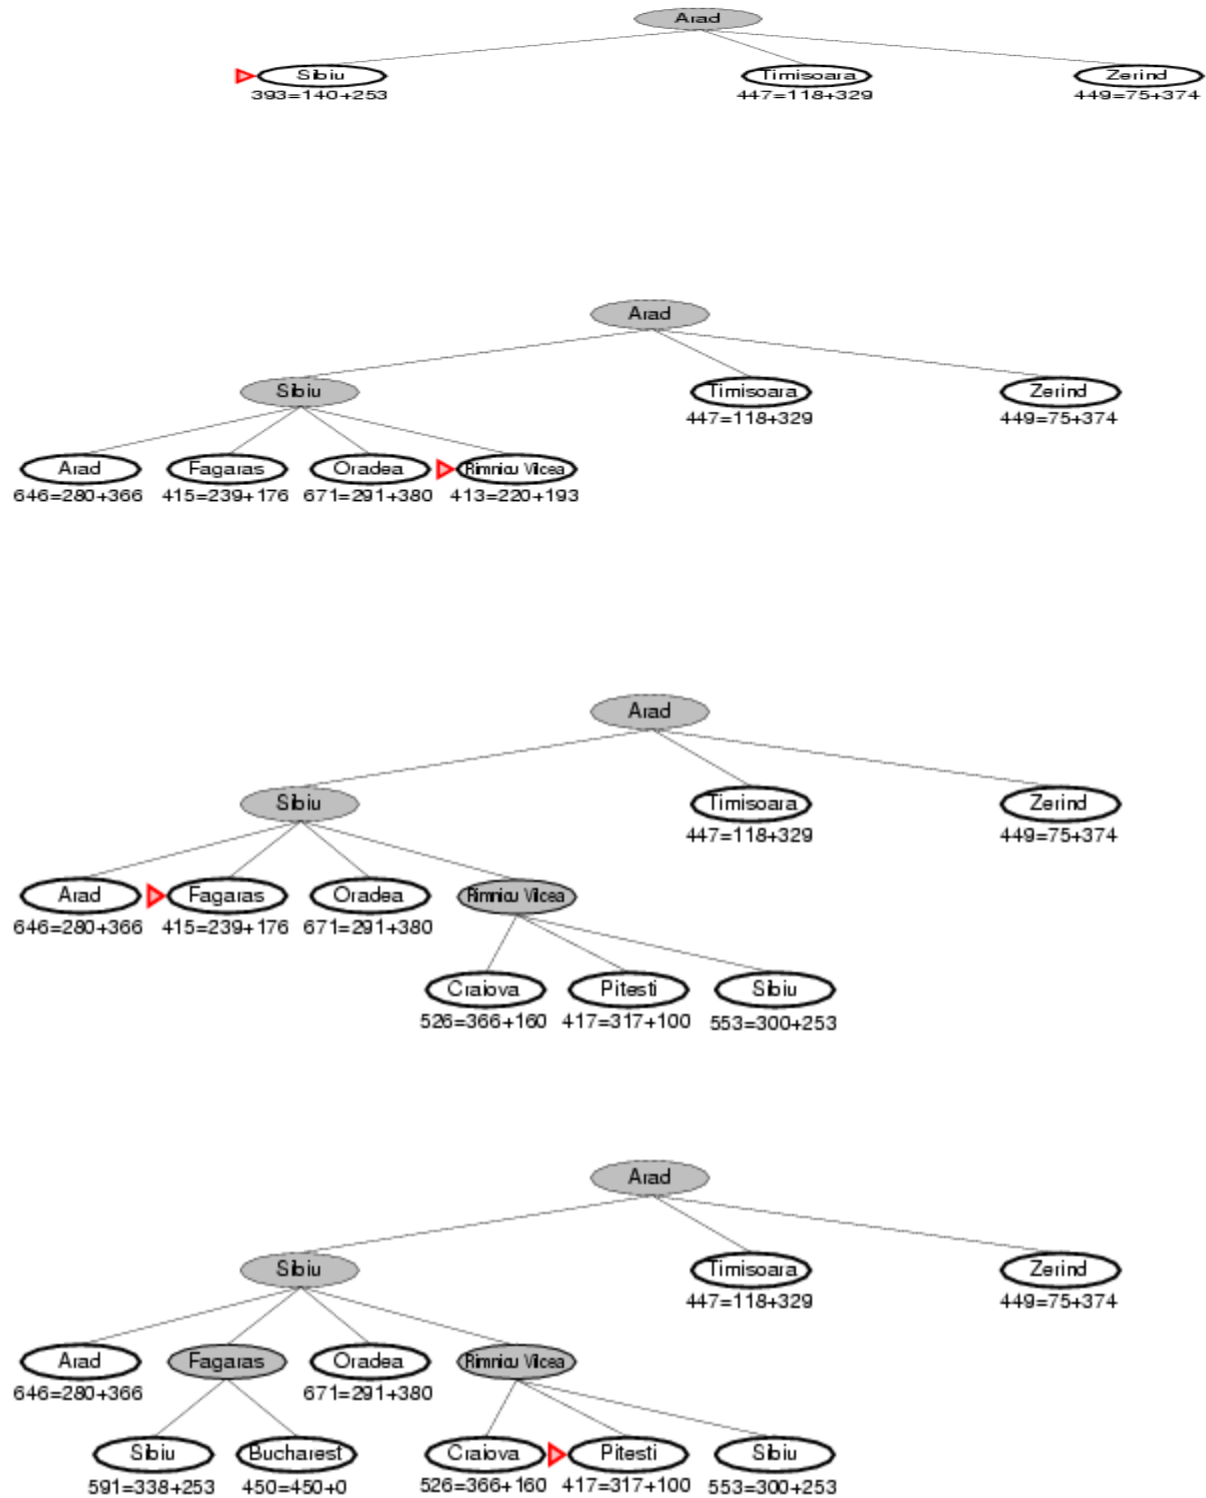 Arad
Sibiu Timisoara Zerind
393=140+253 447=118+329 449=75+374
Arad
Sibiu Timisoara Zerind
447=118+329 449=75+374
Arad Fagaras Oradea Rimnicu Vilcea
646=280+366 415=239+176 671=291+380 413=220+193
Arad
Sibiu Timisoara Zerind
447=118+329 449=75+374
Arad Fagaras Oradea Rimnicu Vilcea
646=280+366 415=239+176 671=291+380
Craiova Pitesti Sibiu
526=366+160 417=317+100 553=300+253
Arad
Sibiu Timisoara Zerind
447=118+329 449=75+374
Arad Fagaras Oradea Rimnicu Vilcea
646=280+366 671=291+380
Sibiu Bucharest Craiova Pitesti Sibiu
591=338+253 450=450+0 526=366+160 417=317+100 553=300+253